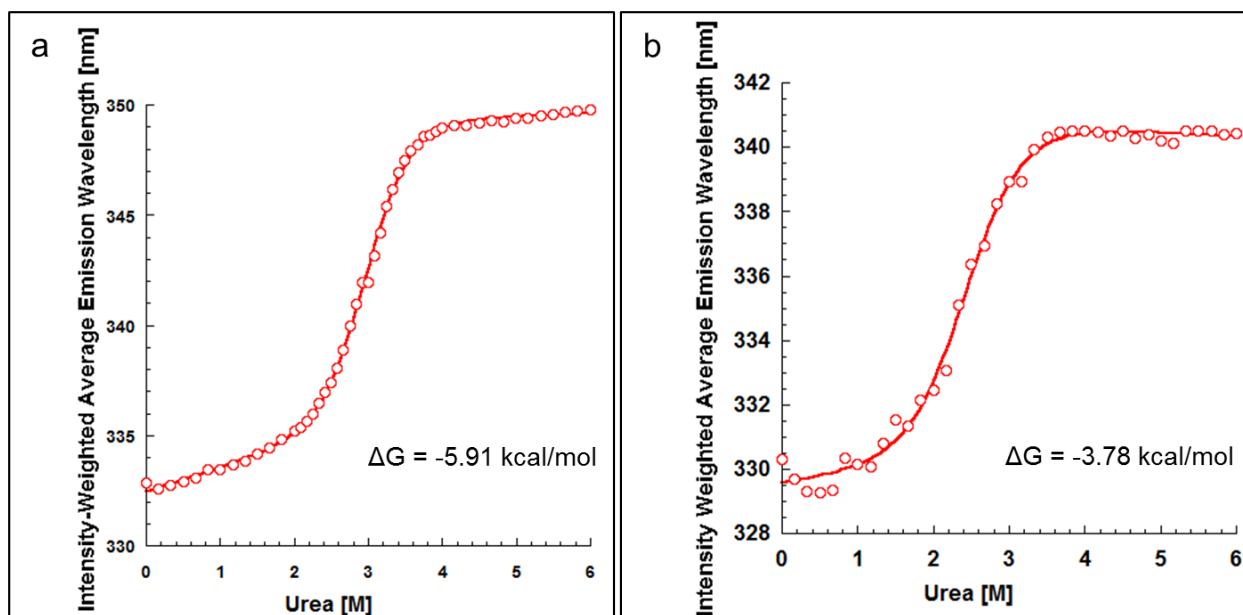 a
Intensity-Weighted Average Emission Wavelength [nm]
350
345
340
335
330
ΔG = -5.91 kcal/mol
0 1 2 3 4 5 6
Urea [M]
b
Intensity Weighted Average Emission Wavelength [nm]
342
340
338
336
334
332
330
328
ΔG = -3.78 kcal/mol
0 1 2 3 4 5 6
Urea [M]